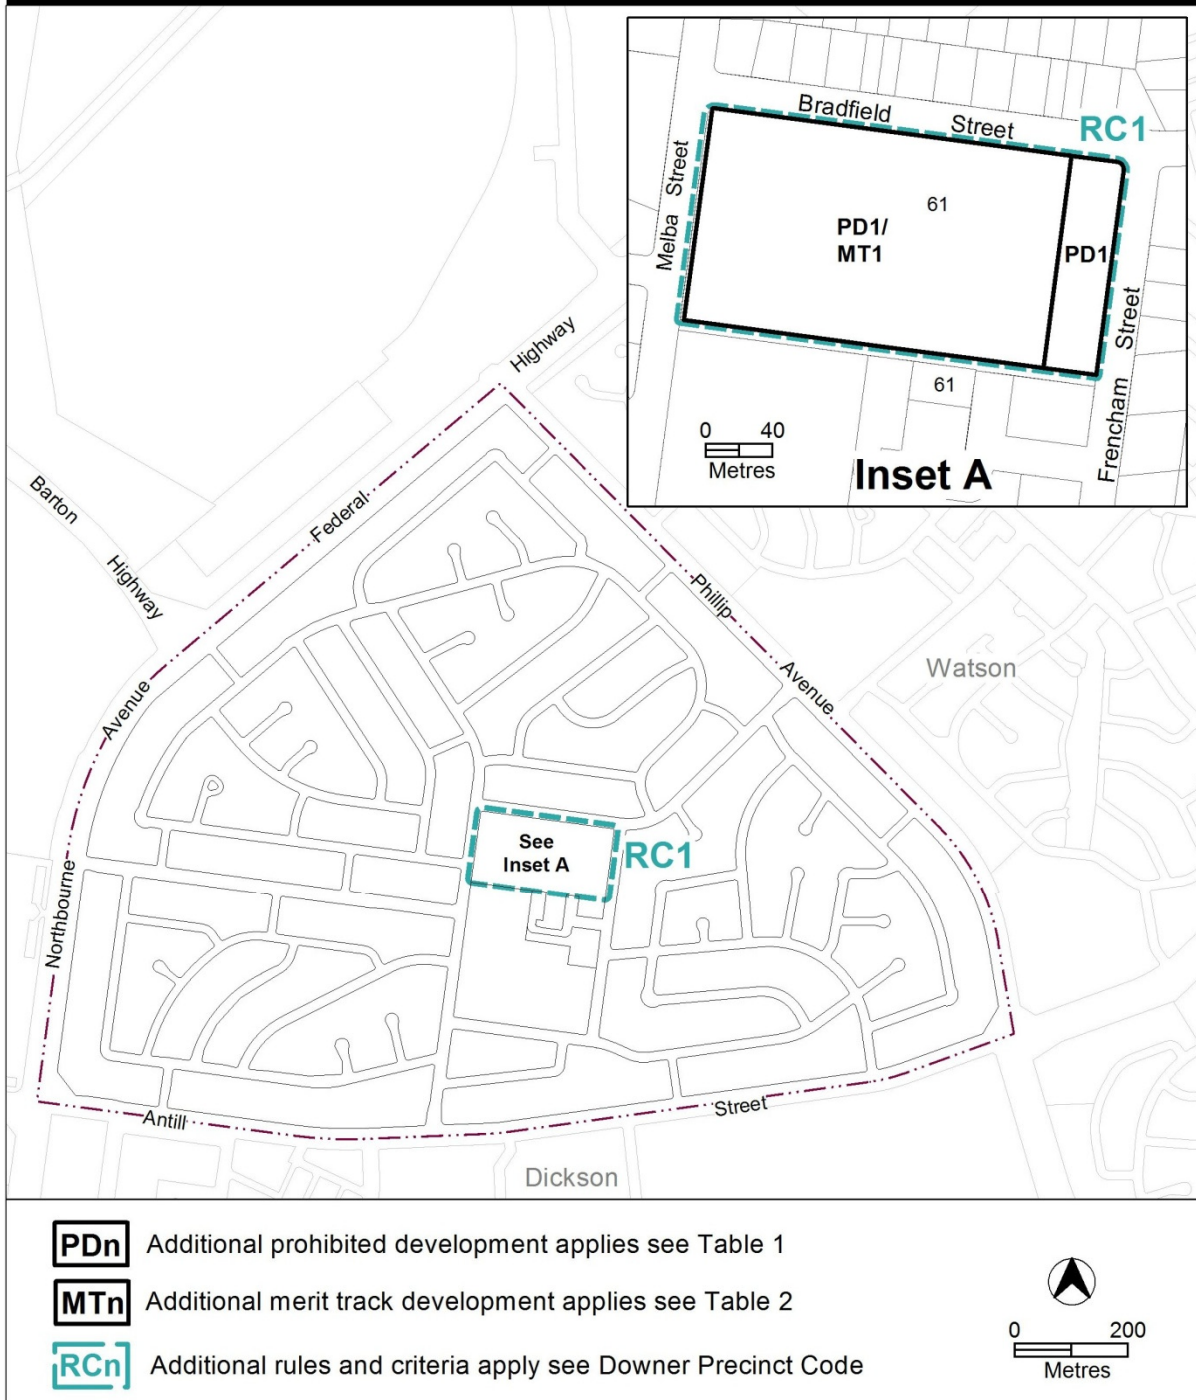 Bradfield Street
RC1
Melba Street
61
PD1/
MT1
PD1
Frencham Street
61
0 40
Metres
Inset A
Highway
Federal
Barton
Highway
Phillip
Avenue
Watson
Avenue
See
Inset A
RC1
Northbourne
Antill
Street
Dickson
PDn Additional prohibited development applies see Table 1
MTn Additional merit track development applies see Table 2
RCn Additional rules and criteria apply see Downer Precinct Code
0 200
Metres